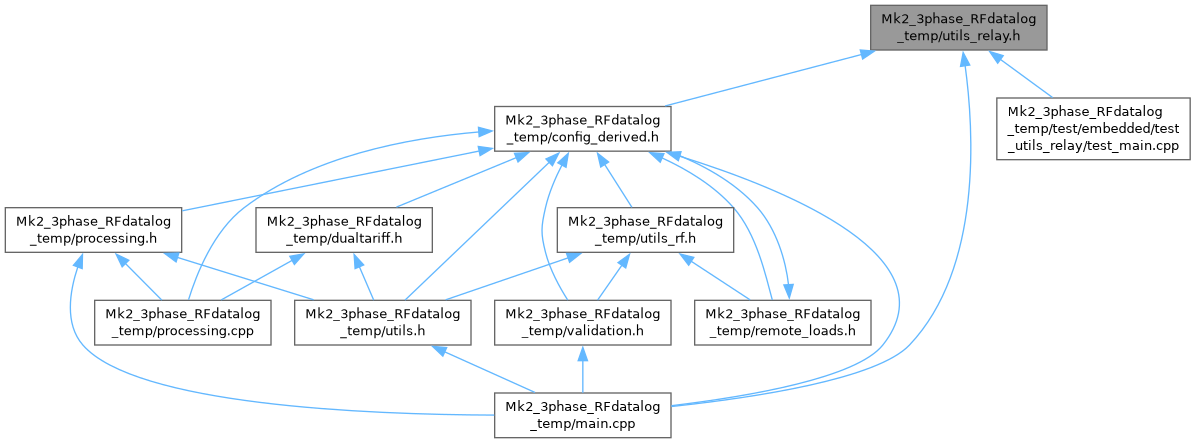 Mk2_3phase_RFdatalog
_temp/utils_relay.h
Mk2_3phase_RFdatalog
_temp/config_derived.h
Mk2_3phase_RFdatalog
_temp/test/embedded/test
_utils_relay/test_main.cpp
Mk2_3phase_RFdatalog
_temp/processing.h
Mk2_3phase_RFdatalog
_temp/dualtariff.h
Mk2_3phase_RFdatalog
_temp/utils_rf.h
Mk2_3phase_RFdatalog
_temp/processing.cpp
Mk2_3phase_RFdatalog
_temp/utils.h
Mk2_3phase_RFdatalog
_temp/validation.h
Mk2_3phase_RFdatalog
_temp/remote_loads.h
Mk2_3phase_RFdatalog
_temp/main.cpp